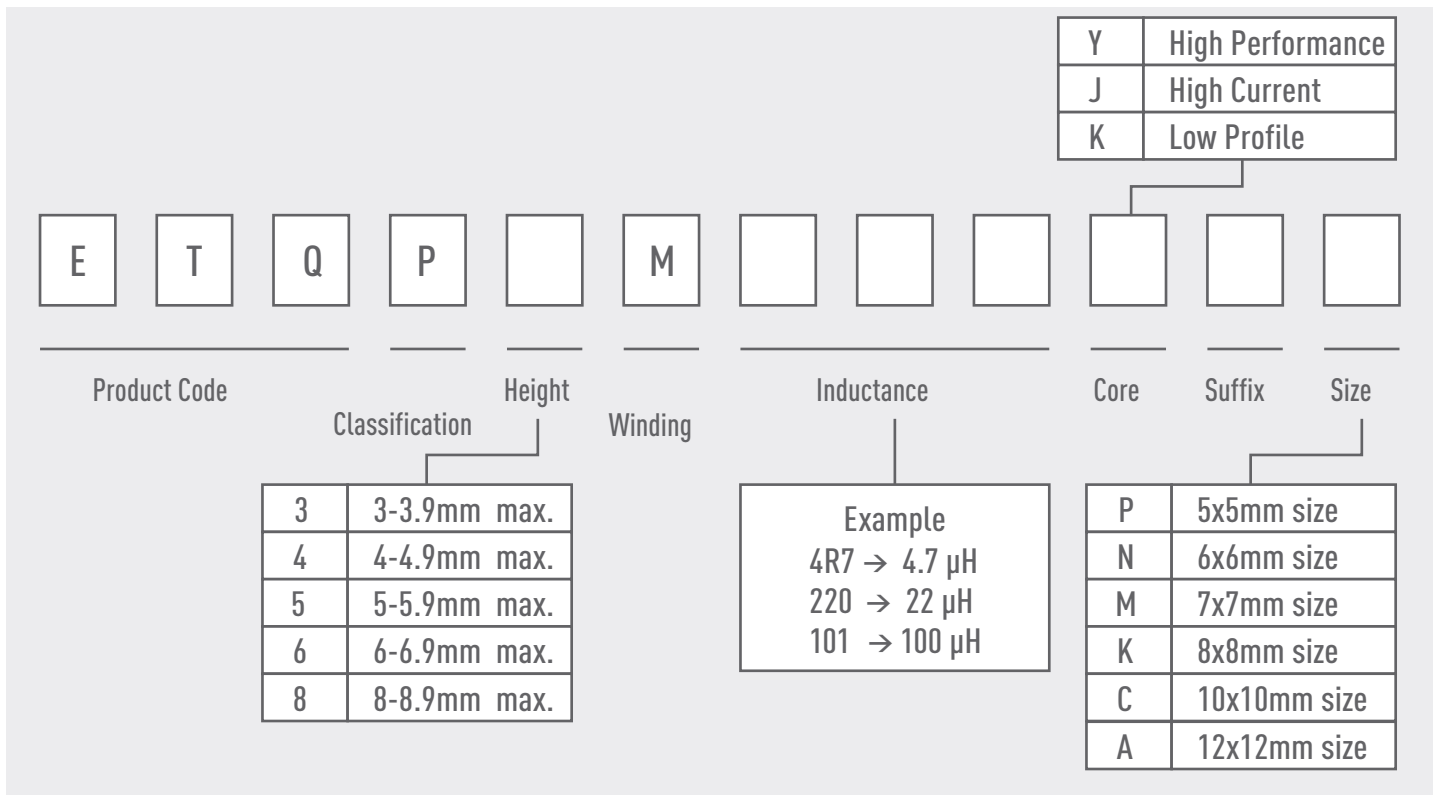 Y High Performance
J High Current
K Low Profile
E T Q P M
Product Code Height Inductance Core Suffix Size
Classification Winding
3 3-3.9mm max.
4 4-4.9mm max.
5 5-5.9mm max.
6 6-6.9mm max.
8 8-8.9mm max.
Example
4R7 → 4.7 µH
220 → 22 µH
101 → 100 µH
P 5x5mm size
N 6x6mm size
M 7x7mm size
K 8x8mm size
C 10x10mm size
A 12x12mm size